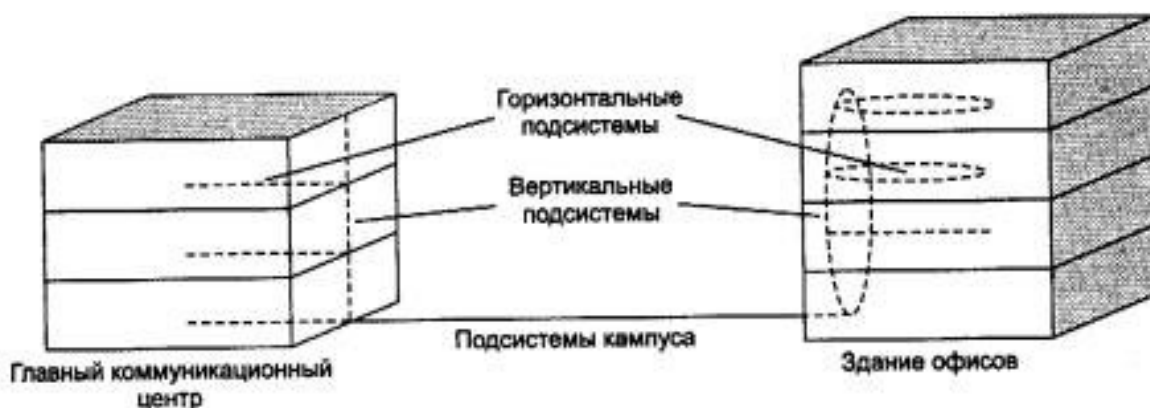 Горизонтальные
подсистемы
Вертикальные
подсистемы
Подсистемы кампуса
Главный коммуникационный
центр
Здание офисов